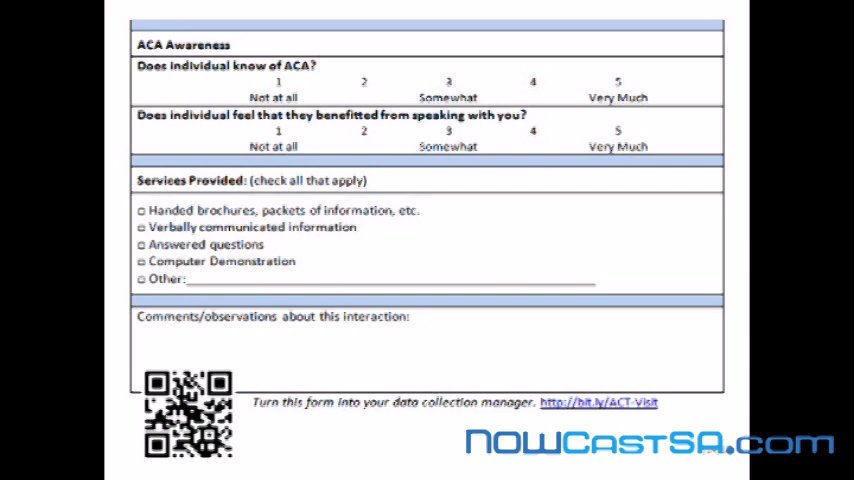 ACA Awareness
Does individual know of ACA?
1 2 3 4 5
Not at all Somewhat Very Much
Does individual feel that they benefitted from speaking with you?
1 2 3 4 5
Not at all Somewhat Very Much
Services Provided: (check all that apply)
□ Handed brochures, packets of information, etc.
□ Verbally communicated information
□ Answered questions
□ Computer Demonstration
□ Other:
Comments/observations about this interaction:
Turn this form into your data collection manager. http://bit.ly/ACT-Visit
NOWCASTSA.com